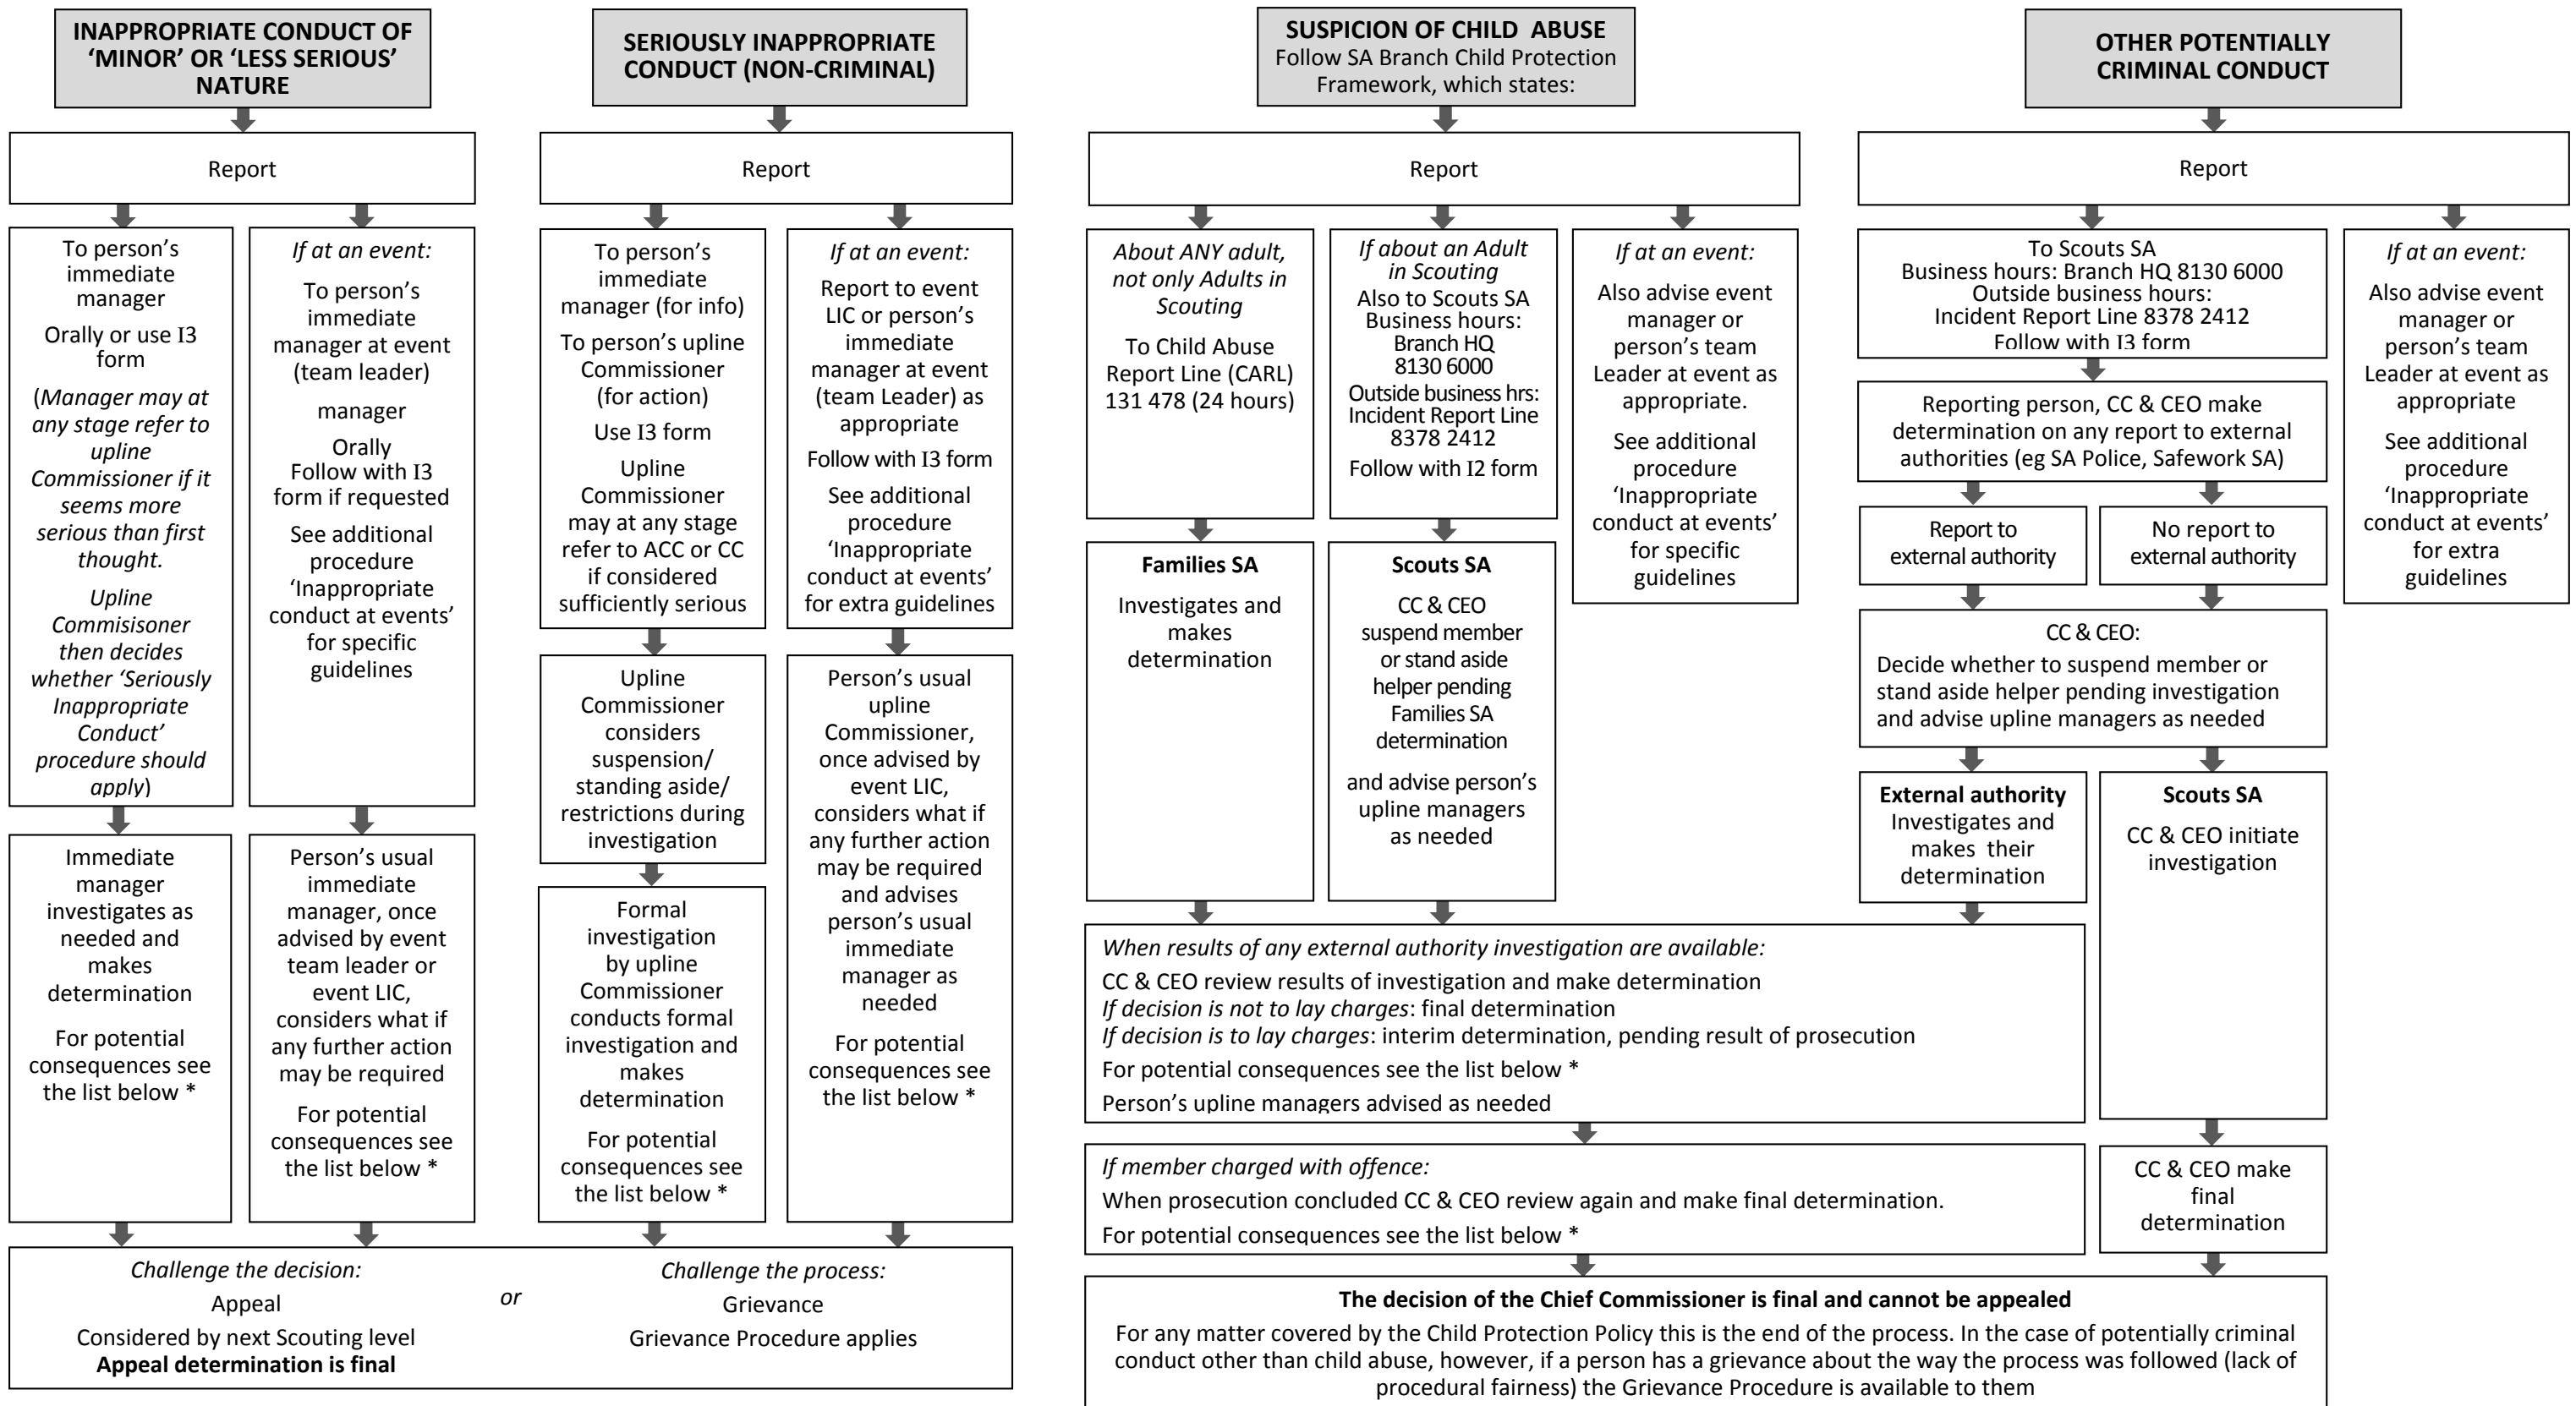 INAPPROPRIATE CONDUCT OF
‘MINOR’ OR ‘LESS SERIOUS’
NATURE
Report
To person’s
immediate
manager
Orally or use I3
form
(Manager may at
any stage refer to
upline
Commissioner if it
seems more
serious than first
thought.
Upline
Commisisoner
then decides
whether ‘Seriously
Inappropriate
Conduct’
procedure should
apply)
Immediate
manager
investigates as
needed and
makes
determination
For potential
consequences see
the list below *
If at an event:
To person’s
immediate
manager at event
(team leader)
manager
Orally
Follow with I3
form if requested
See additional
procedure
‘Inappropriate
conduct at events’
for specific
guidelines
Person’s usual
immediate
manager, once
advised by event
team leader or
event LIC,
considers what if
any further action
may be required
For potential
consequences see
the list below *
SERIOUSLY INAPPROPRIATE
CONDUCT (NON-CRIMINAL)
Report
To person’s
immediate
manager (for info)
To person’s upline
Commissioner
(for action)
Use I3 form
Upline
Commissioner
may at any stage
refer to ACC or CC
if considered
sufficiently serious
Upline
Commissioner
considers
suspension/
standing aside/
restrictions during
investigation
Formal
investigation
by upline
Commissioner
conducts formal
investigation and
makes
determination
For potential
consequences see
the list below *
If at an event:
Report to event
LIC or person’s
immediate
manager at event
(team Leader) as
appropriate
Follow with I3 form
See additional
procedure
‘Inappropriate
conduct at events’
for extra guidelines
Person’s usual
upline
Commissioner,
once advised by
event LIC,
considers what if
any further action
may be required
and advises
person’s usual
immediate
manager as
needed
For potential
consequences see
the list below *
Challenge the decision:
Appeal
Considered by next Scouting level
Appeal determination is final
or
Challenge the process:
Grievance
Grievance Procedure applies
SUSPICION OF CHILD ABUSE
Follow SA Branch Child Protection
Framework, which states:
Report
About ANY adult,
not only Adults in
Scouting
To Child Abuse
Report Line (CARL)
131 478 (24 hours)
Families SA
Investigates and
makes
determination
If about an Adult
in Scouting
Also to Scouts SA
Business hours:
Branch HQ
8130 6000
Outside business hrs:
Incident Report Line
8378 2412
Follow with I2 form
Scouts SA
CC & CEO
suspend member
or stand aside
helper pending
Families SA
determination
and advise person’s
upline managers
as needed
If at an event:
Also advise event
manager or
person’s team
Leader at event as
appropriate.
See additional
procedure
‘Inappropriate
conduct at events’
for specific
guidelines
OTHER POTENTIALLY
CRIMINAL CONDUCT
Report
To Scouts SA
Business hours: Branch HQ 8130 6000
Outside business hours:
Incident Report Line 8378 2412
Follow with I3 form
Reporting person, CC & CEO make
determination on any report to external
authorities (eg SA Police, Safework SA)
Report to
external authority
No report to
external authority
CC & CEO:
Decide whether to suspend member or
stand aside helper pending investigation
and advise upline managers as needed
External authority
Investigates and
makes their
determination
Scouts SA
CC & CEO initiate
investigation
If at an event:
Also advise event
manager or
person’s team
Leader at event as
appropriate
See additional
procedure
‘Inappropriate
conduct at events’
for extra
guidelines
When results of any external authority investigation are available:
CC & CEO review results of investigation and make determination
If decision is not to lay charges: final determination
If decision is to lay charges: interim determination, pending result of prosecution
For potential consequences see the list below *
Person’s upline managers advised as needed
If member charged with offence:
When prosecution concluded CC & CEO review again and make final determination.
For potential consequences see the list below *
CC & CEO make
final
determination
The decision of the Chief Commissioner is final and cannot be appealed
For any matter covered by the Child Protection Policy this is the end of the process. In the case of potentially criminal
conduct other than child abuse, however, if a person has a grievance about the way the process was followed (lack of
procedural fairness) the Grievance Procedure is available to them